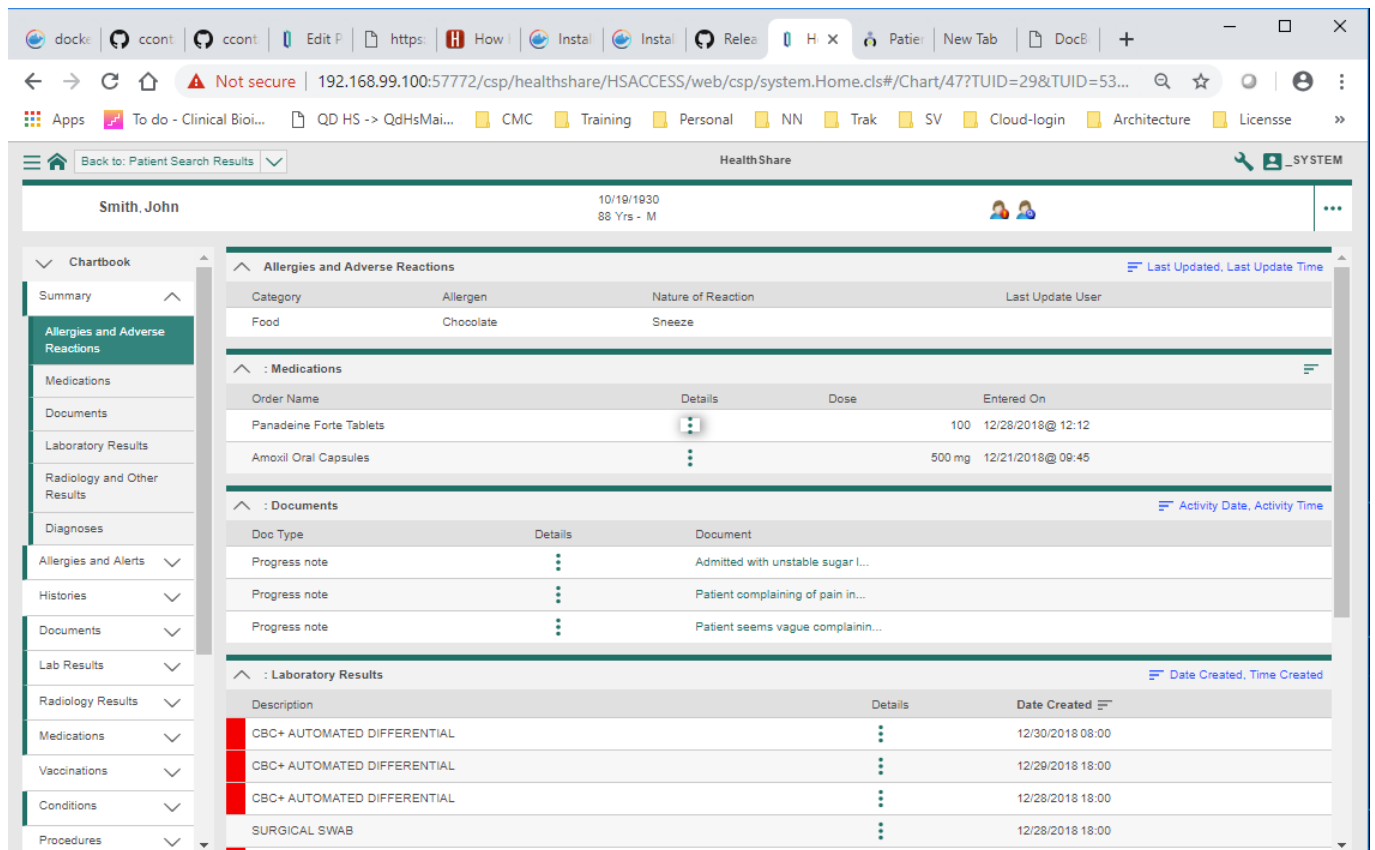 docke ccont ccont Edit P https: How I Instal Instal Relea H Patier New Tab DocB
Not secure 192.168.99.100:57772/csp/healthshare/HSACCESS/web/csp/system.Home.cls#/Chart/47?TUID=29&TUID=53...
Apps To do - Clinical Bioi... QD HS -> QdHsMai... CMC Training Personal NN Trak SV Cloud-login Architecture Licensse »
Back to: Patient Search Results HealthShare _SYSTEM
Smith, John
10/19/1930
88 Yrs - M
Chartbook
Summary
Allergies and Adverse
Reactions
Medications
Documents
Laboratory Results
Radiology and Other
Results
Diagnoses
Allergies and Alerts
Histories
Documents
Lab Results
Radiology Results
Medications
Vaccinations
Conditions
Procedures
Allergies and Adverse Reactions Last Updated, Last Update Time
Category Allergen Nature of Reaction Last Update User
Food Chocolate Sneeze
: Medications
Order Name Details Dose Entered On
Panadeine Forte Tablets 100 12/28/2018@ 12:12
Amoxil Oral Capsules 500 mg 12/21/2018@ 09:45
: Documents Activity Date, Activity Time
Doc Type Details Document
Progress note Admitted with unstable sugar l...
Progress note Patient complaining of pain in...
Progress note Patient seems vague complainin...
: Laboratory Results Date Created, Time Created
Description Details Date Created
CBC+ AUTOMATED DIFFERENTIAL 12/30/2018 08:00
CBC+ AUTOMATED DIFFERENTIAL 12/29/2018 18:00
CBC+ AUTOMATED DIFFERENTIAL 12/28/2018 18:00
SURGICAL SWAB 12/28/2018 18:00